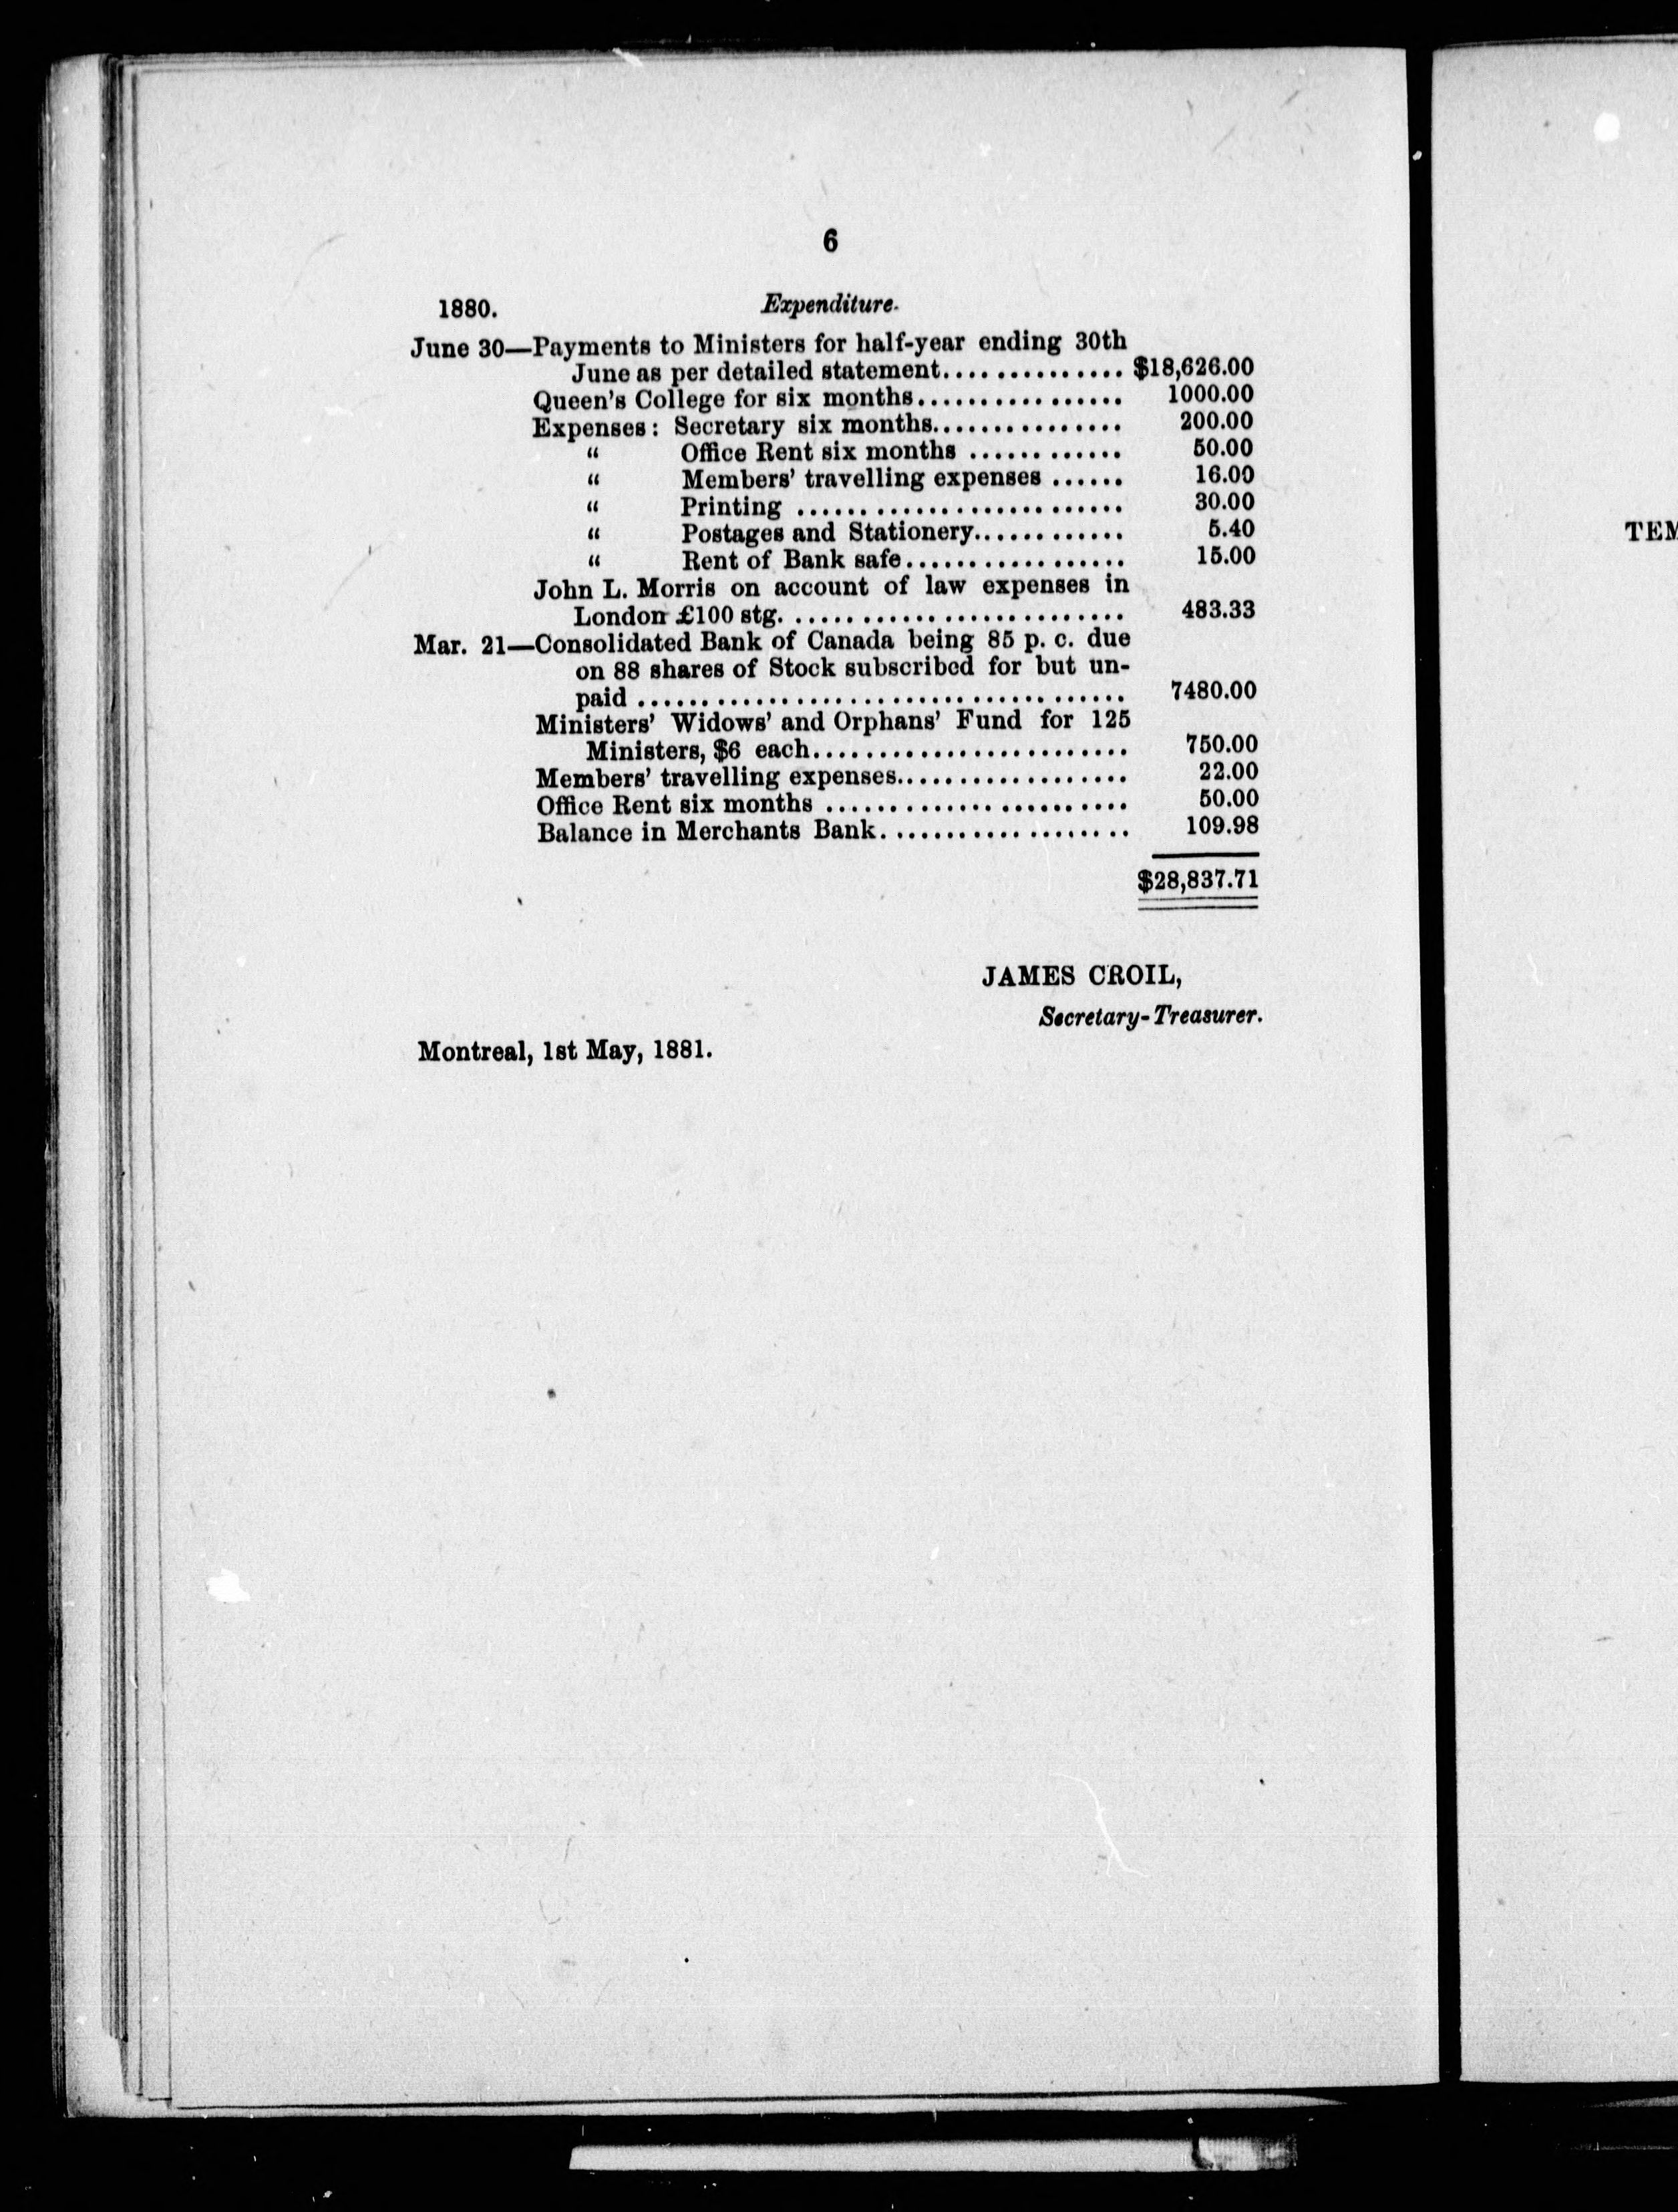 6
1880. Expenditure.
June 30—Payments to Ministers for half-year ending 30th
June as per detailed statement............... $18,626.00
Queen's College for six months................. 1000.00
Expenses: Secretary six months............... 200.00
" Office Rent six months ............ 50.00
" Members' travelling expenses ...... 16.00
" Printing .......................... 30.00
" Postages and Stationery............ 5.40
" Rent of Bank safe.................. 15.00
John L. Morris on account of law expenses in
London £100 stg. ........................... 483.33
Mar. 21—Consolidated Bank of Canada being 85 p. c. due
on 88 shares of Stock subscribed for but un-
paid ...................................... 7480.00
Ministers' Widows' and Orphans' Fund for 125
Ministers, $6 each......................... 750.00
Members' travelling expenses.................. 22.00
Office Rent six months ........................ 50.00
Balance in Merchants Bank.................... 109.98
$28,837.71
JAMES CROIL,
Secretary-Treasurer.
Montreal, 1st May, 1881.
TEM